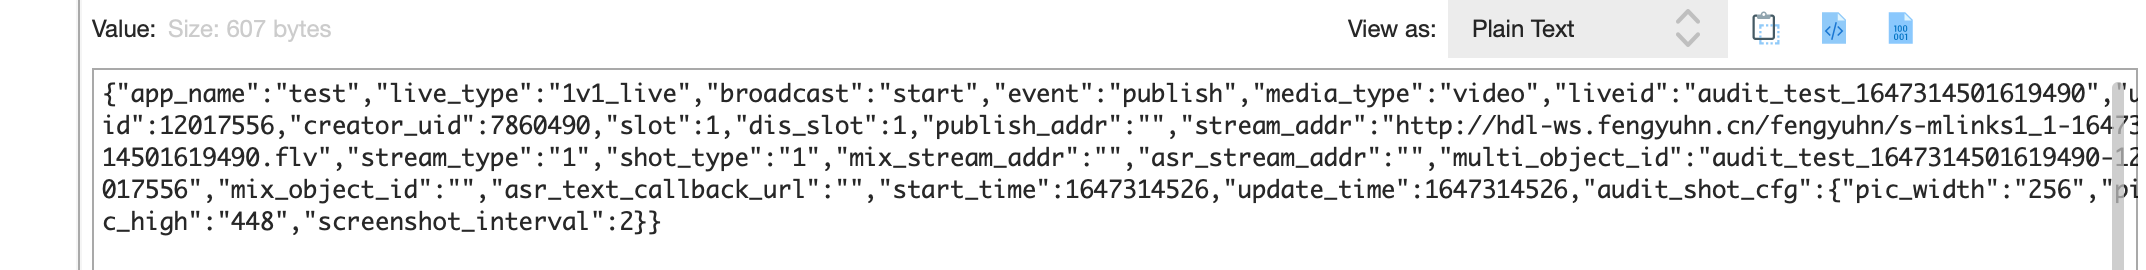 Value: Size: 607 bytes View as: Plain Text
{"app_name":"test","live_type":"1v1_live","broadcast":"start","event":"publish","media_type":"video","liveid":"audit_test_1647314501619490","u
id":12017556,"creator_uid":7860490,"slot":1,"dis_slot":1,"publish_addr":"","stream_addr":"http://hdl-ws.fengyuhn.cn/fengyuhn/s-mlinks1_1-16473
14501619490.flv","stream_type":"1","shot_type":"1","mix_stream_addr":"","asr_stream_addr":"","multi_object_id":"audit_test_1647314501619490-12
017556","mix_object_id":"","asr_text_callback_url":"","start_time":1647314526,"update_time":1647314526,"audit_shot_cfg":{"pic_width":"256","pi
c_high":"448","screenshot_interval":2}}